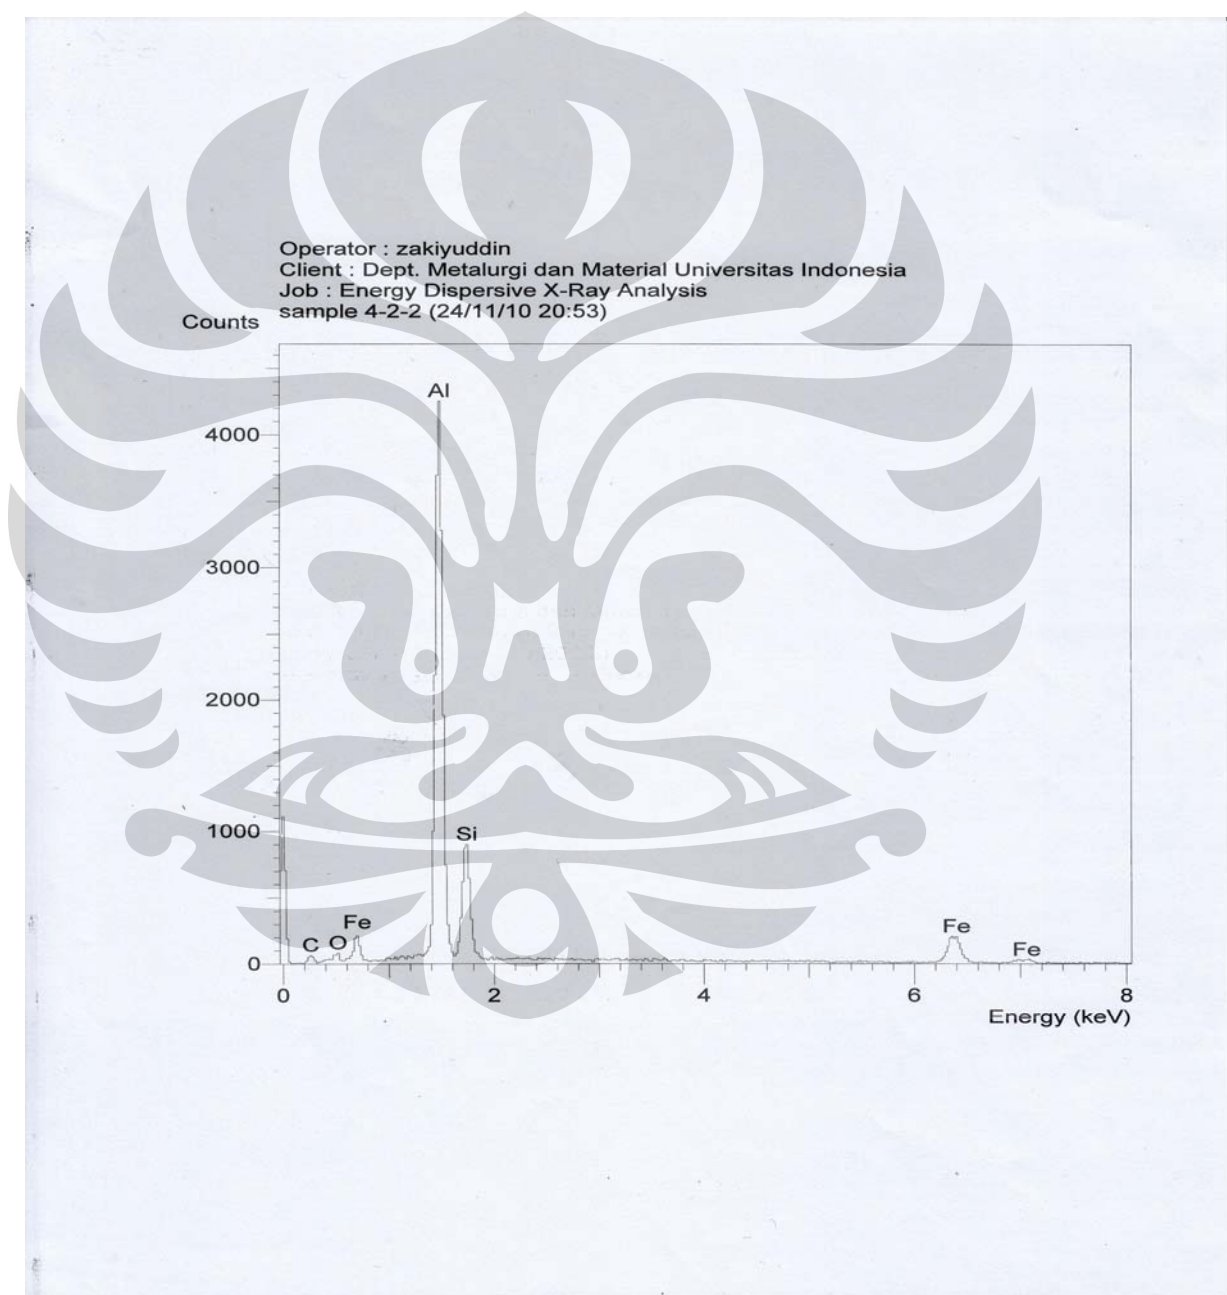 Operator : zakiyuddin
Client : Dept. Metalurgi dan Material Universitas Indonesia
Job : Energy Dispersive X-Ray Analysis
sample 4-2-2 (24/11/10 20:53)
Counts
Al
4000
3000
2000
1000
Si
Fe
C O
Fe
Fe
0
0 2 4 6 8
Energy (keV)